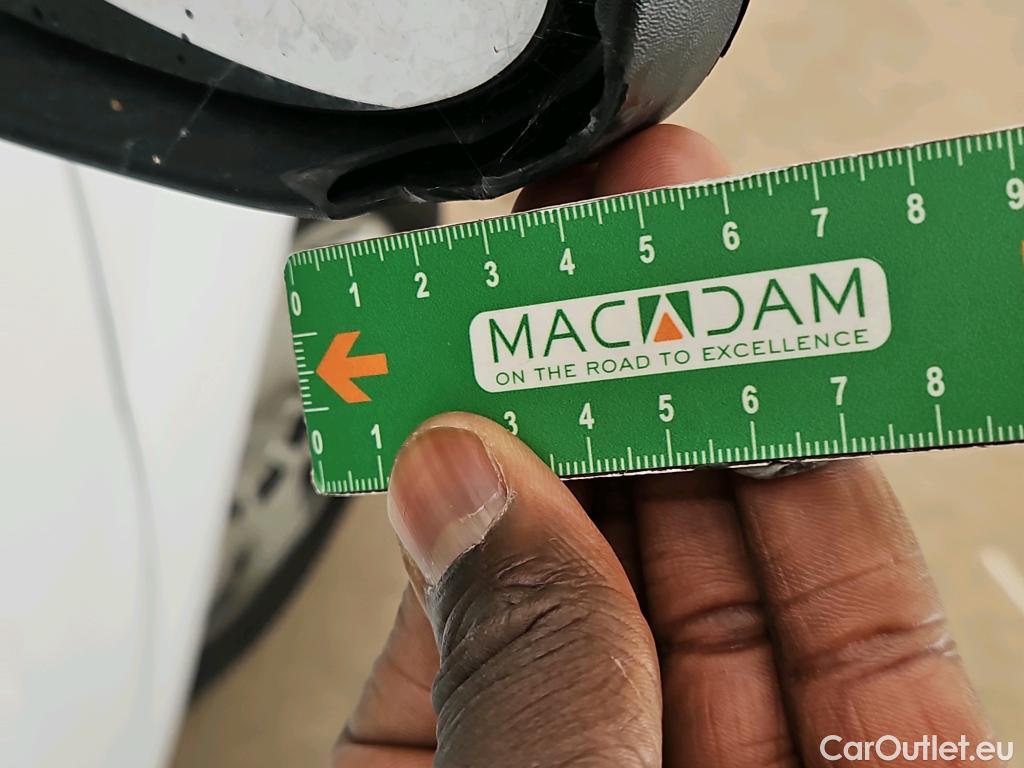 0 1 2 3 4 5 6 7 8 9
MACADAM
ON THE ROAD TO EXCELLENCE
0 1 3 4 5 6 7 8
CarOutlet.eu